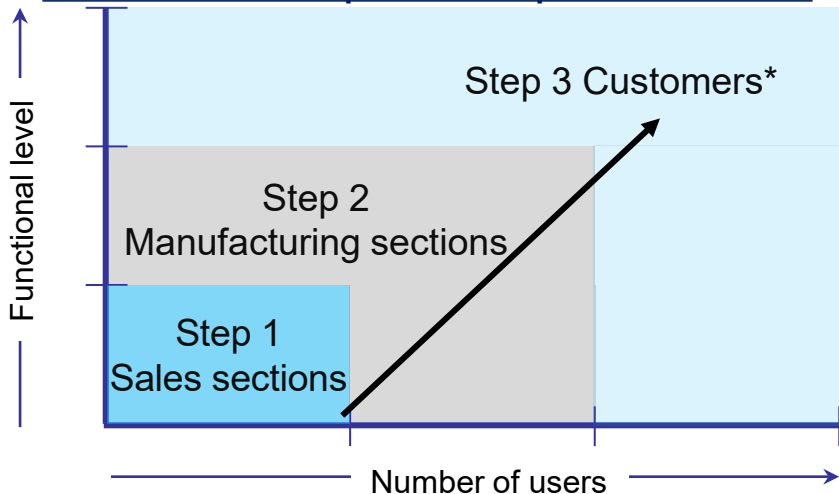 Step 3 Customers*
Step 2
Manufacturing sections
Step 1
Sales sections
Functional level
Number of users